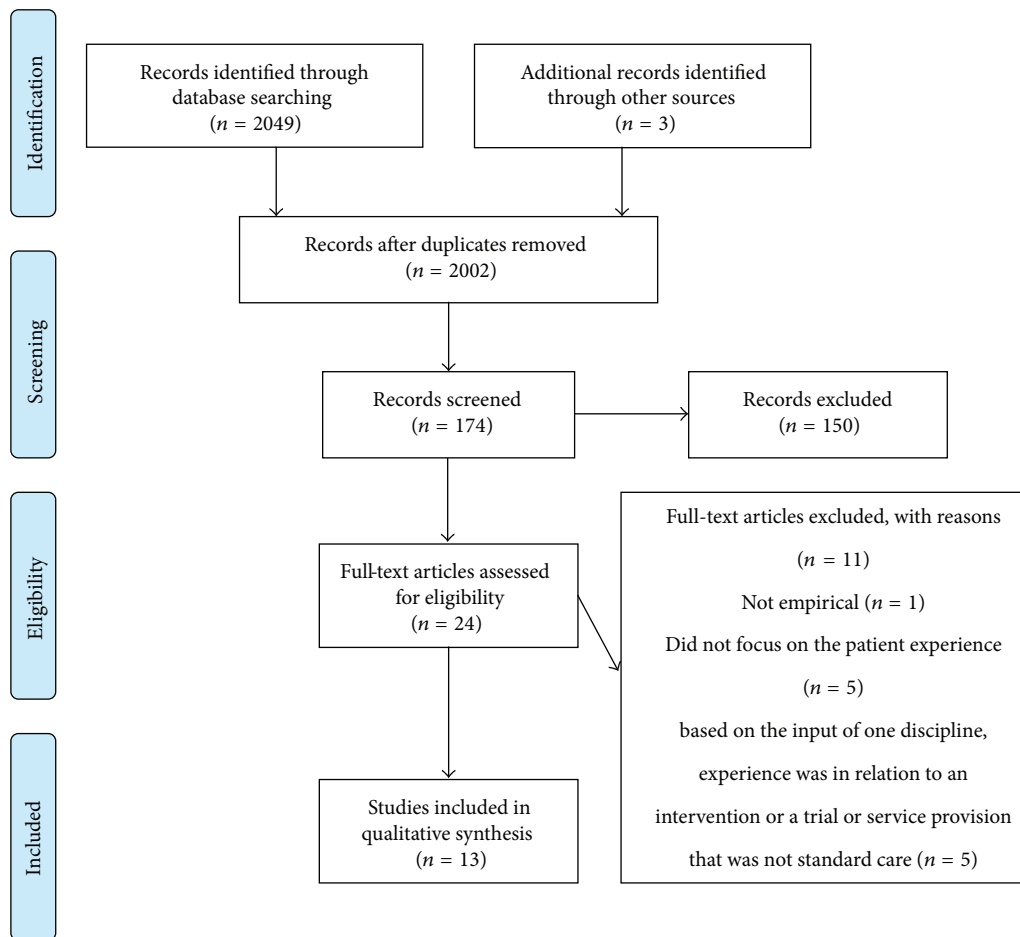 Identification
Records identified through
database searching
(n = 2049)
Additional records identified
through other sources
(n = 3)
Records after duplicates removed
(n = 2002)
Screening
Records screened
(n = 174)
Records excluded
(n = 150)
Eligibility
Full-text articles assessed
for eligibility
(n = 24)
Full-text articles excluded, with reasons
(n = 11)
Not empirical (n = 1)
Did not focus on the patient experience
(n = 5)
based on the input of one discipline,
experience was in relation to an
intervention or a trial or service provision
that was not standard care (n = 5)
Included
Studies included in
qualitative synthesis
(n = 13)